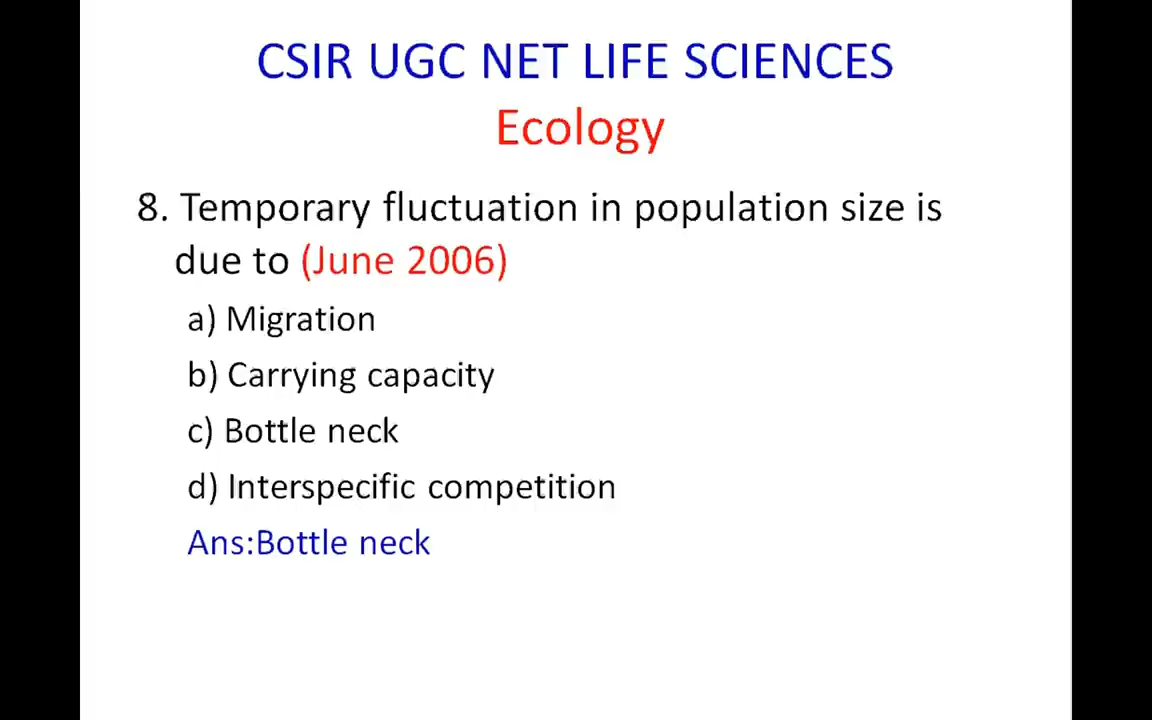 CSIR UGC NET LIFE SCIENCES
Ecology
8. Temporary fluctuation in population size is
due to (June 2006)
a) Migration
b) Carrying capacity
c) Bottle neck
d) Interspecific competition
Ans:Bottle neck